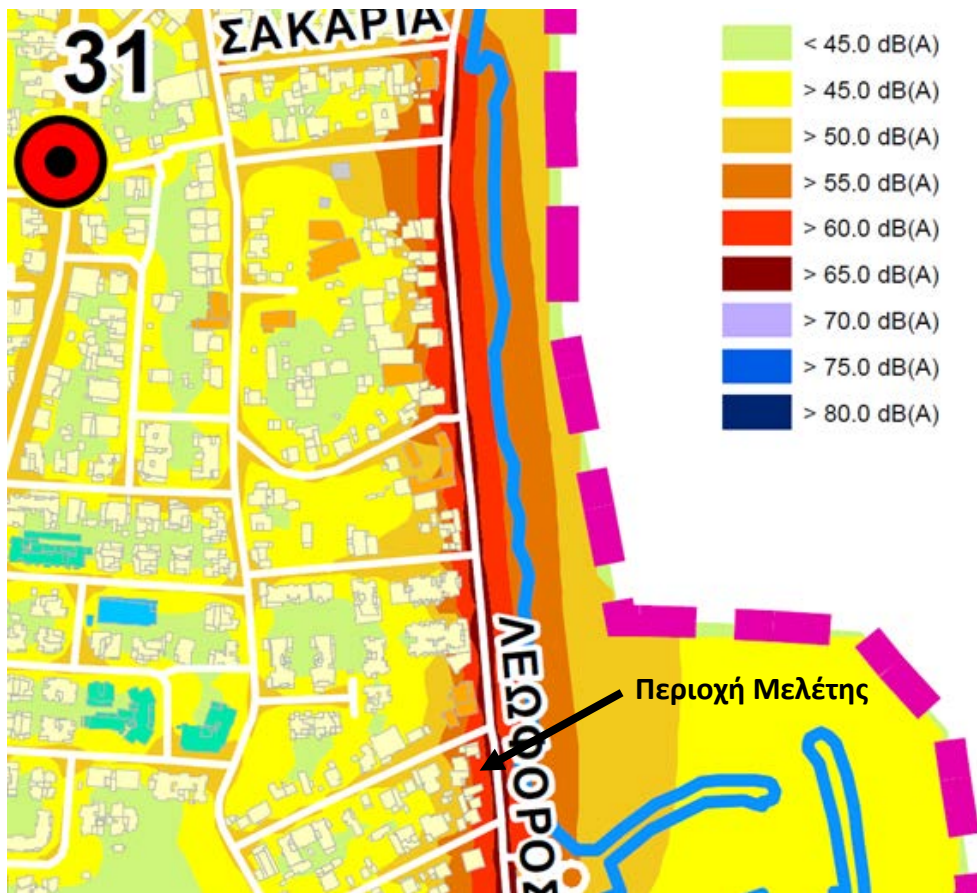 31
ΣΑΚΑΡΙΑ
< 45.0 dB(A)
> 45.0 dB(A)
> 50.0 dB(A)
> 55.0 dB(A)
> 60.0 dB(A)
> 65.0 dB(A)
> 70.0 dB(A)
> 75.0 dB(A)
> 80.0 dB(A)
ΛΕΩΦΟΡΟΣ
Περιοχή Μελέτης